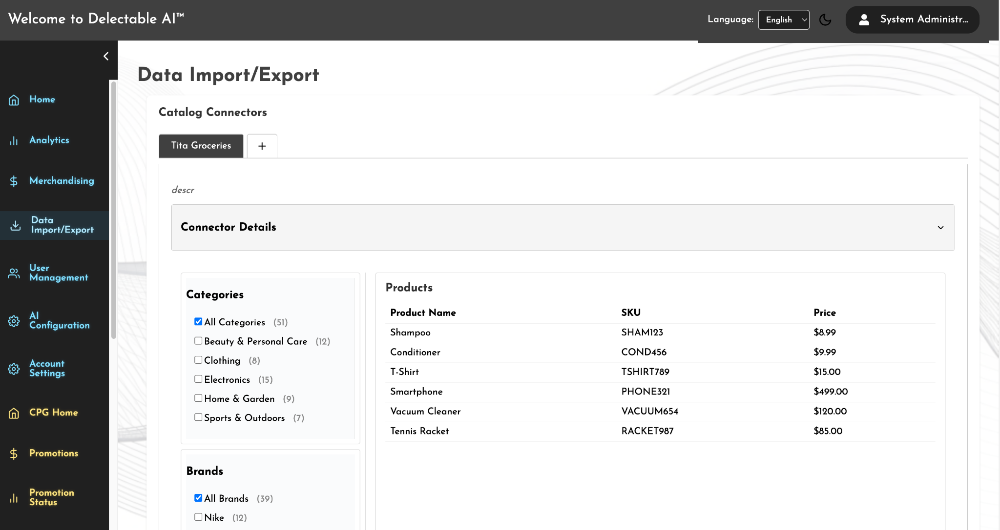 Welcome to Delectable AI™
Language: English
System Administr...
Home
Analytics
Merchandising
Data
Import/Export
User
Management
AI
Configuration
Account
Settings
CPG Home
Promotions
Promotion
Status
Data Import/Export
Catalog Connectors
Tita Groceries +
descr
Connector Details
Categories
All Categories (51)
Beauty & Personal Care (12)
Clothing (8)
Electronics (15)
Home & Garden (9)
Sports & Outdoors (7)
Brands
All Brands (39)
Nike (12)
Products
Product Name SKU Price
Shampoo SHAM123 $8.99
Conditioner COND456 $9.99
T-Shirt TSHIRT789 $15.00
Smartphone PHONE321 $499.00
Vacuum Cleaner VACUUM654 $120.00
Tennis Racket RACKET987 $85.00